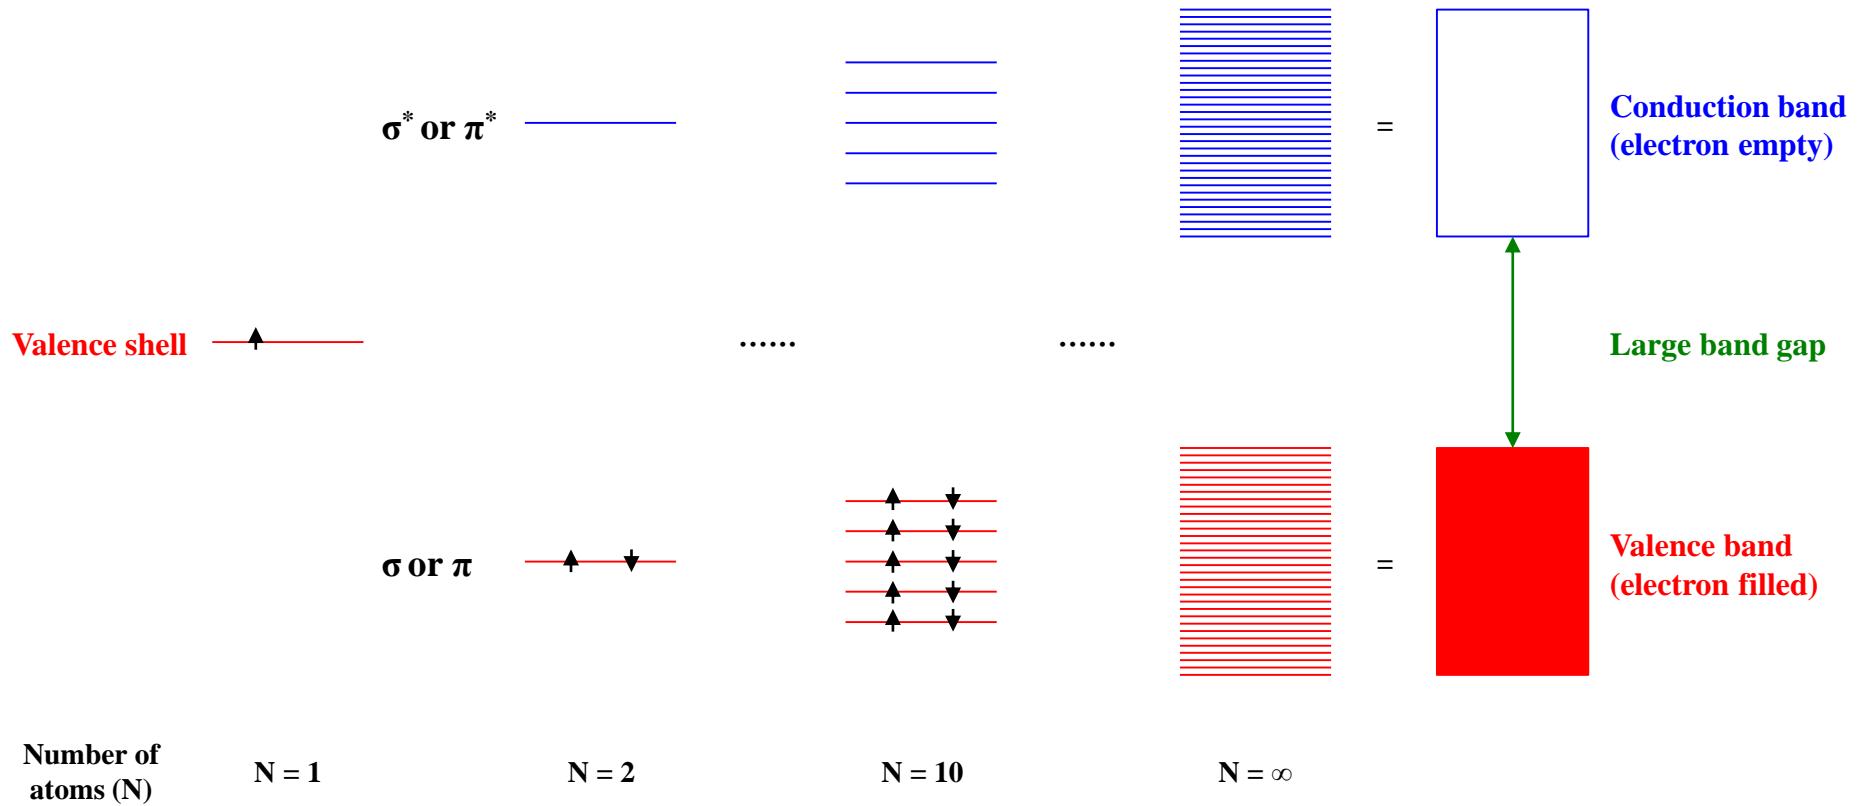 σ* or π*
=
Conduction band
(electron empty)
Valence shell
......
......
Large band gap
σ or π
=
Valence band
(electron filled)
Number of
atoms (N)
N = 1
N = 2
N = 10
N = ∞